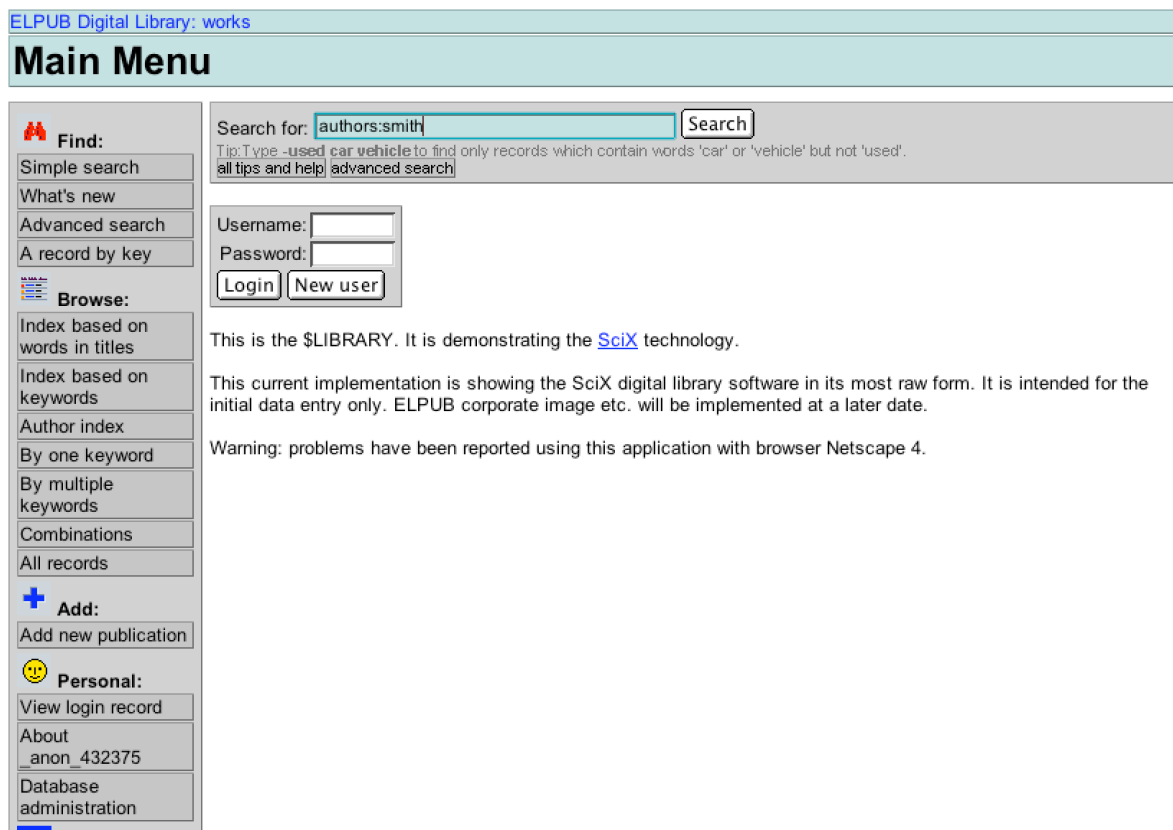 ELPUB Digital Library: works
Main Menu
Find:
Simple search
What's new
Advanced search
A record by key
Browse:
Index based on
words in titles
Index based on
keywords
Author index
By one keyword
By multiple
keywords
Combinations
All records
Add:
Add new publication
Personal:
View login record
About
_anon_432375
Database
administration
Search for: authors:smith Search
Tip:Type -used car vehicle to find only records which contain words 'car' or 'vehicle' but not 'used'.
all tips and help advanced search
Username:
Password:
Login New user
This is the $LIBRARY. It is demonstrating the SciX technology.
This current implementation is showing the SciX digital library software in its most raw form. It is intended for the
initial data entry only. ELPUB corporate image etc. will be implemented at a later date.
Warning: problems have been reported using this application with browser Netscape 4.